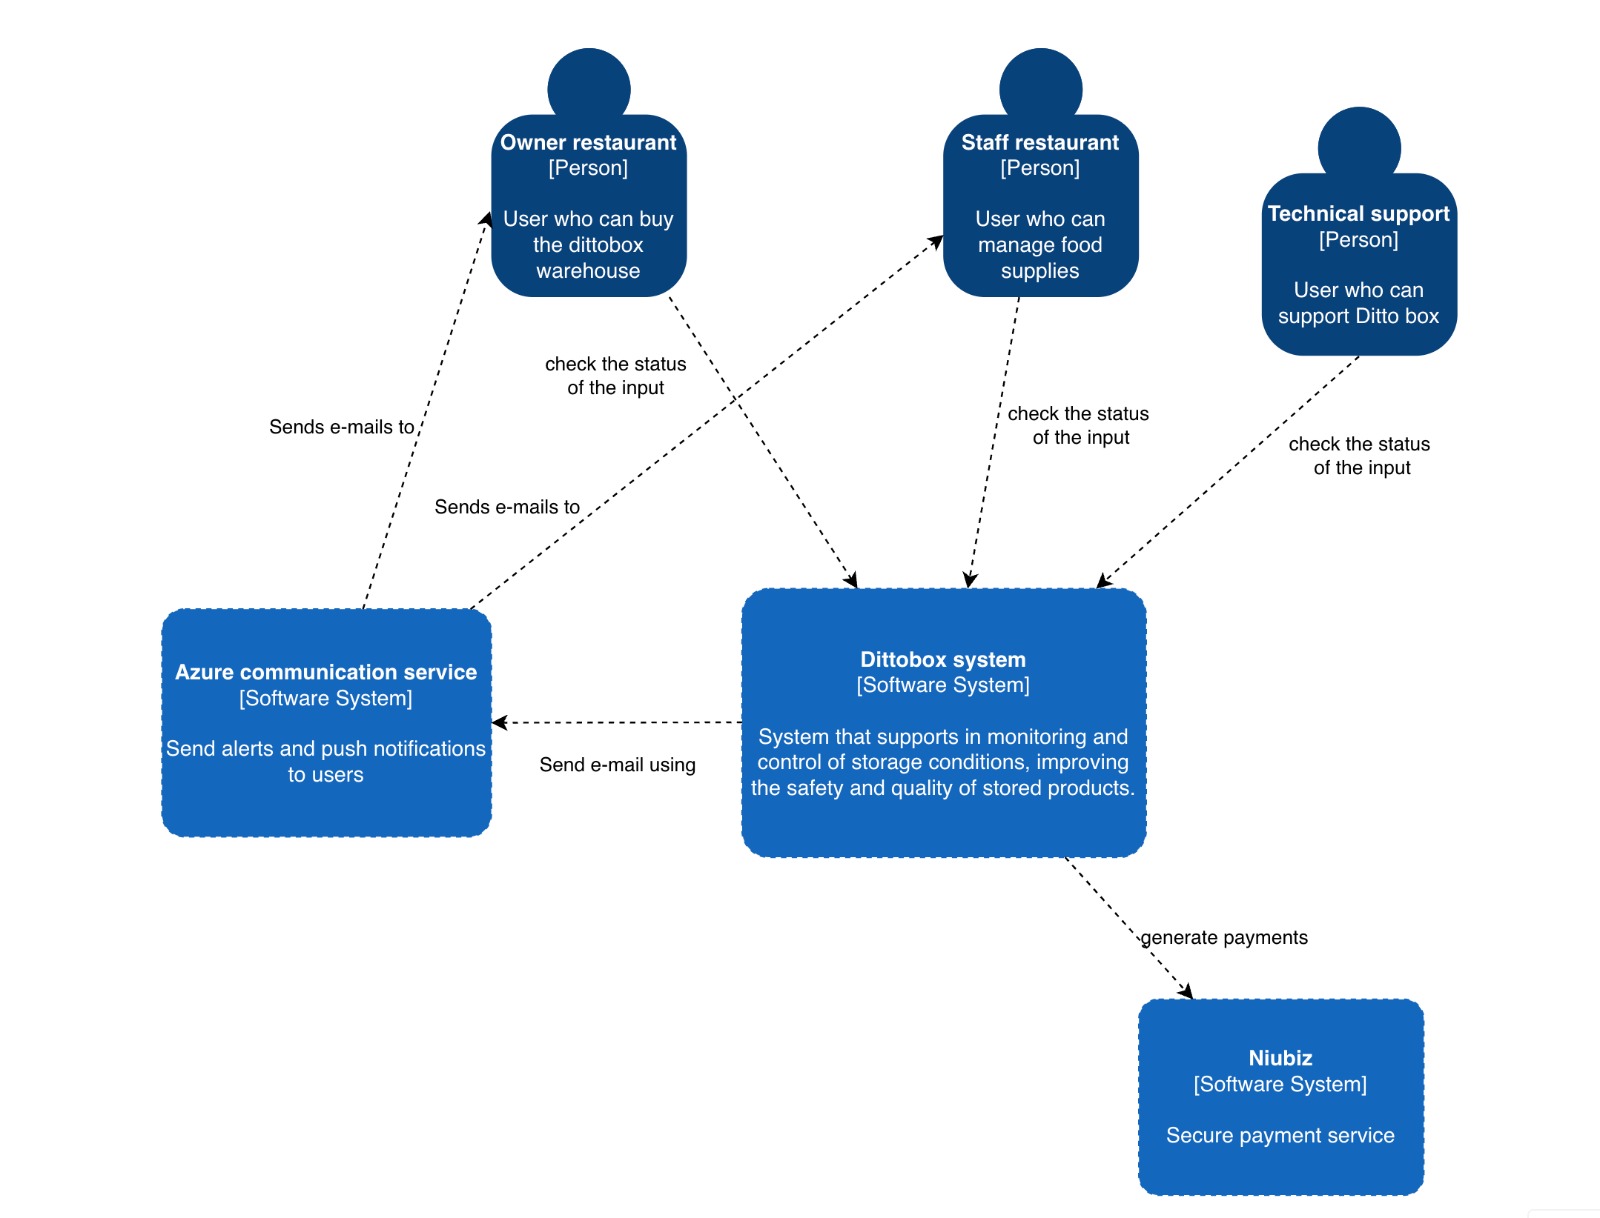 Owner restaurant
[Person]
User who can buy
the dittobox
warehouse
Staff restaurant
[Person]
User who can
manage food
supplies
Technical support
[Person]
User who can
support Ditto box
check the status
of the input
check the status
of the input
check the status
of the input
Sends e-mails to
Sends e-mails to
Azure communication service
[Software System]
Send alerts and push notifications
to users
Send e-mail using
Dittobox system
[Software System]
System that supports in monitoring and
control of storage conditions, improving
the safety and quality of stored products.
generate payments
Niubiz
[Software System]
Secure payment service